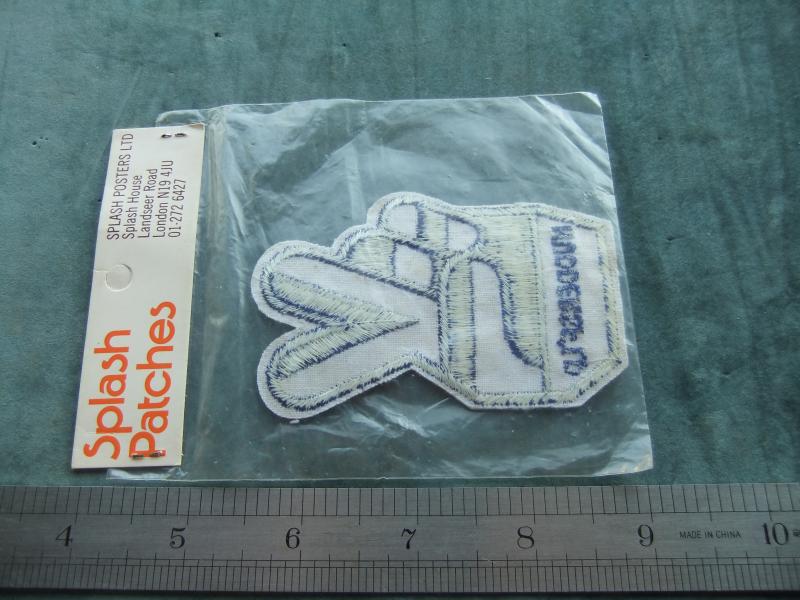 SPLASH POSTERS LTD
Splash House
Landseer Road
London N19 4JU
01-272 6427
Splash
Patches
4 5 6 7 8 9 10
MADE IN CHINA